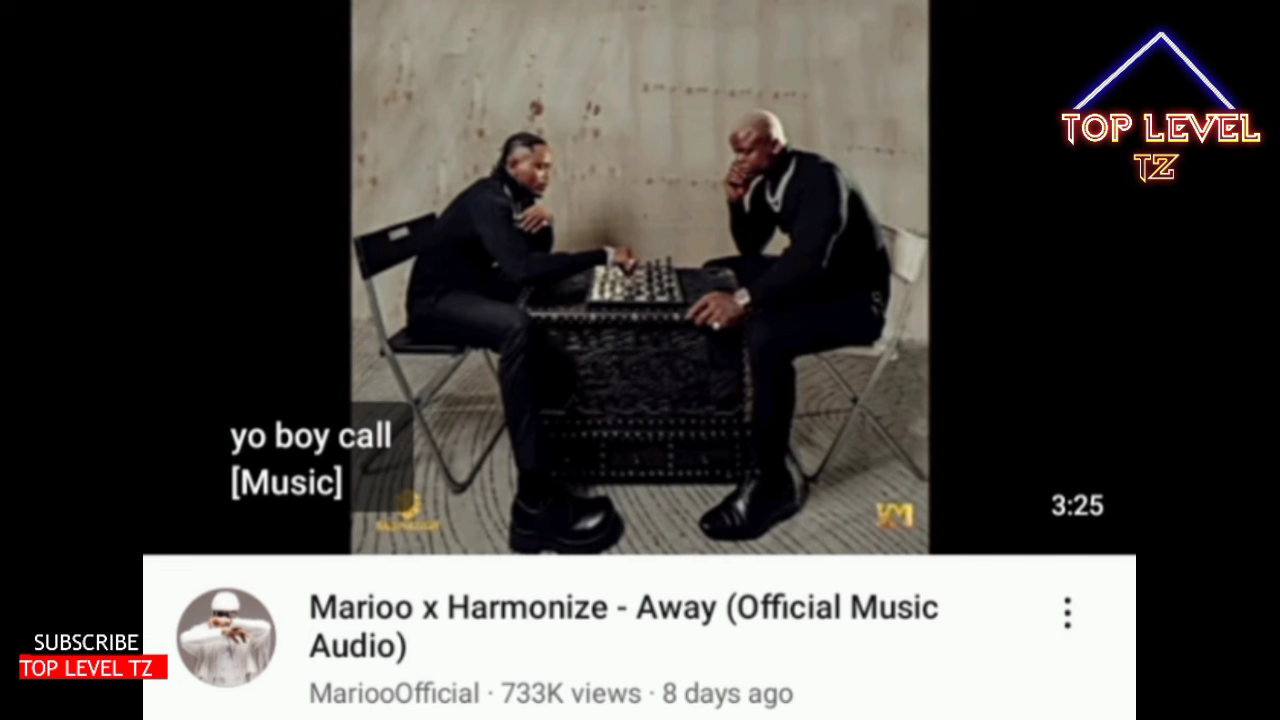 TOP LEVEL
TZ
yo boy call
[Music]
3:25
Marioo x Harmonize - Away (Official Music
Audio)
MariooOfficial · 733K views · 8 days ago
SUBSCRIBE
TOP LEVEL TZ